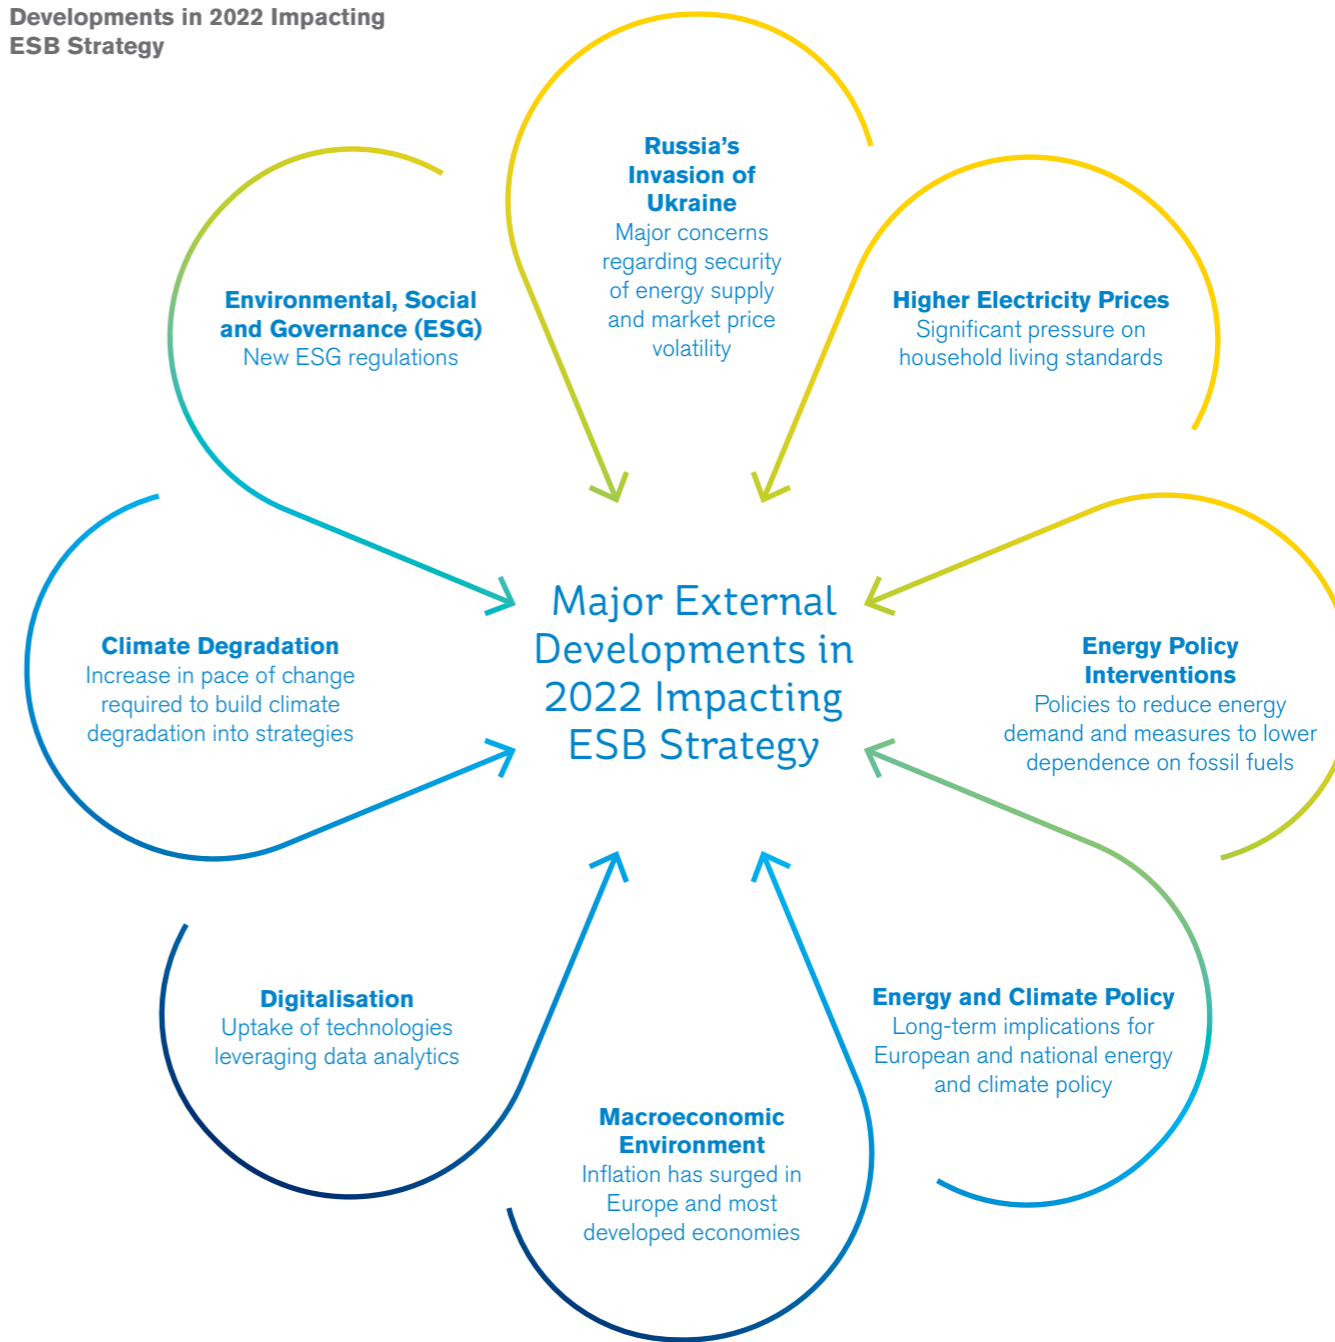 Developments in 2022 Impacting
ESB Strategy
Russia’s
Invasion of
Ukraine
Major concerns
regarding security
of energy supply
and market price
volatility
Higher Electricity Prices
Significant pressure on
household living standards
Energy Policy
Interventions
Policies to reduce energy
demand and measures to lower
dependence on fossil fuels
Energy and Climate Policy
Long-term implications for
European and national energy
and climate policy
Macroeconomic
Environment
Inflation has surged in
Europe and most
developed economies
Digitalisation
Uptake of technologies
leveraging data analytics
Climate Degradation
Increase in pace of change
required to build climate
degradation into strategies
Environmental, Social
and Governance (ESG)
New ESG regulations
Major External
Developments in
2022 Impacting
ESB Strategy